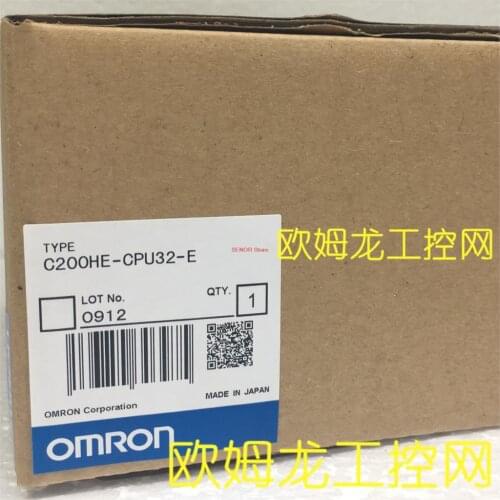 TYPE
C200HE-CPU32-E
SENOR Store
欧姆龙工控网
LOT No.
0912
QTY.
1
OMRON Corporation
MADE IN JAPAN
OMRON
欧姆龙工控网